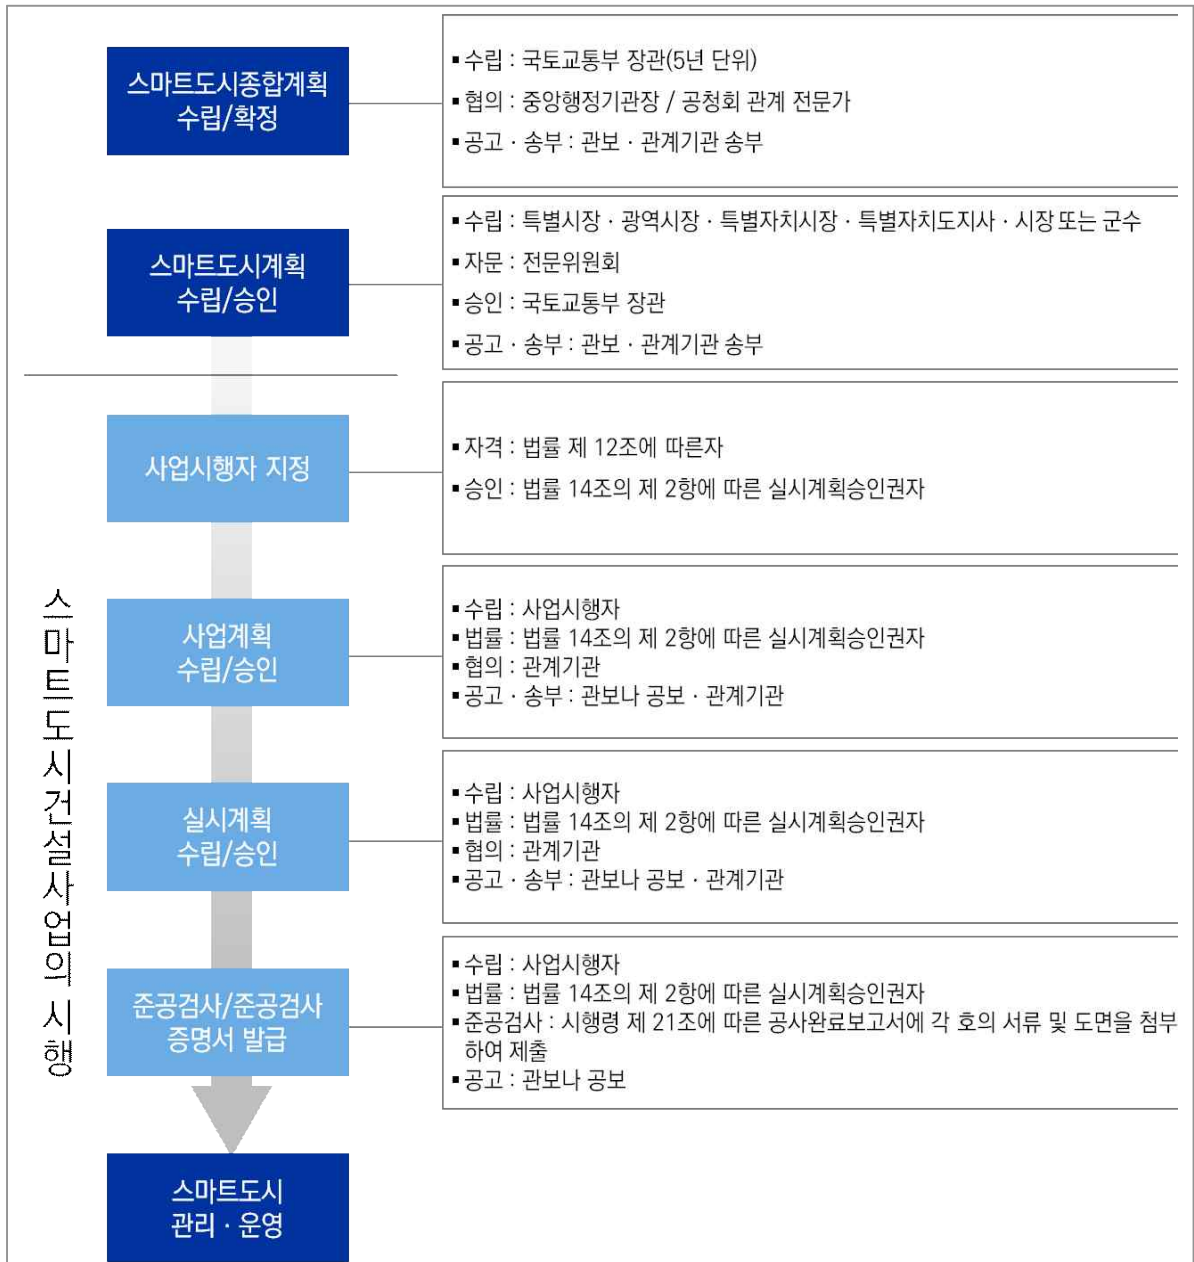 스마트도시종합계획
수립/확정
▪수립 : 국토교통부 장관(5년 단위)
▪협의 : 중앙행정기관장 / 공청회 관계 전문가
▪공고 · 송부 : 관보 · 관계기관 송부
스마트도시계획
수립/승인
▪수립 : 특별시장 · 광역시장 · 특별자치시장 · 특별자치도지사 · 시장 또는 군수
▪자문 : 전문위원회
▪승인 : 국토교통부 장관
▪공고 · 송부 : 관보 · 관계기관 송부
스마트도시건설사업의 시행
사업시행자 지정
▪자격 : 법률 제 12조에 따른자
▪승인 : 법률 14조의 제 2항에 따른 실시계획승인권자
사업계획
수립/승인
▪수립 : 사업시행자
▪법률 : 법률 14조의 제 2항에 따른 실시계획승인권자
▪협의 : 관계기관
▪공고 · 송부 : 관보나 공보 · 관계기관
실시계획
수립/승인
▪수립 : 사업시행자
▪법률 : 법률 14조의 제 2항에 따른 실시계획승인권자
▪협의 : 관계기관
▪공고 · 송부 : 관보나 공보 · 관계기관
준공검사/준공검사
증명서 발급
▪수립 : 사업시행자
▪법률 : 법률 14조의 제 2항에 따른 실시계획승인권자
▪준공검사 : 시행령 제 21조에 따른 공사완료보고서에 각 호의 서류 및 도면을 첨부
하여 제출
▪공고 : 관보나 공보
스마트도시
관리 · 운영